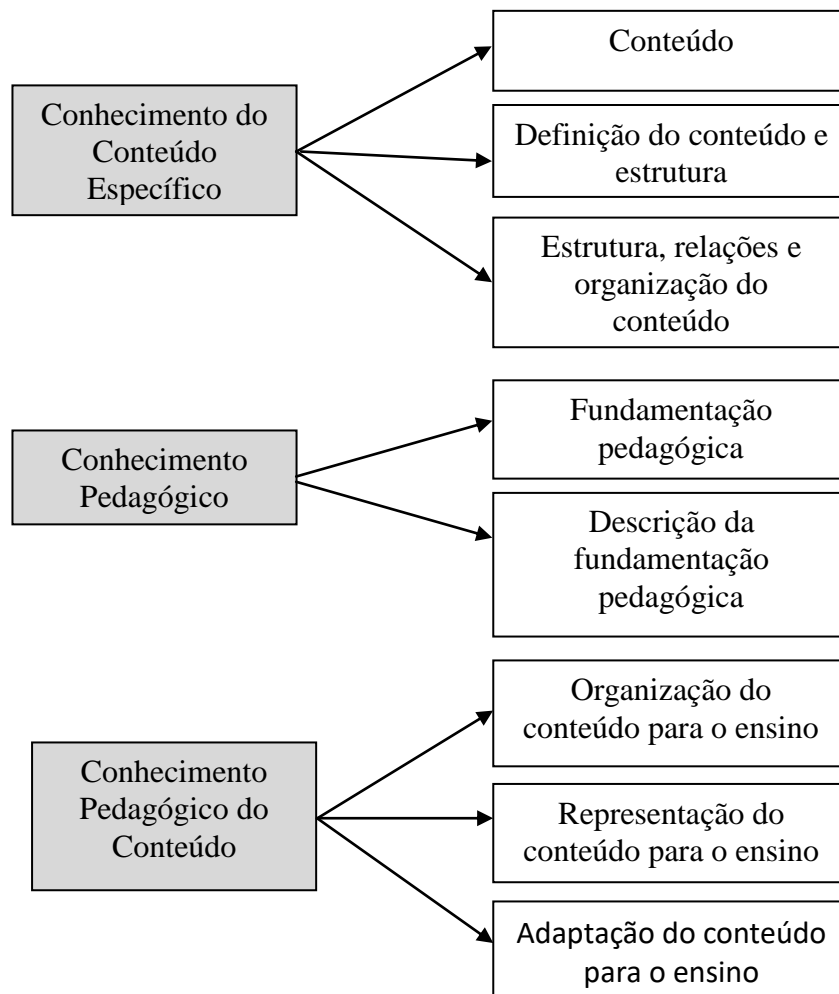 Conhecimento do
Conteúdo
Específico
Conteúdo
Definição do conteúdo e
estrutura
Estrutura, relações e
organização do
conteúdo
Conhecimento
Pedagógico
Fundamentação
pedagógica
Descrição da
fundamentação
pedagógica
Conhecimento
Pedagógico do
Conteúdo
Organização do
conteúdo para o ensino
Representação do
conteúdo para o ensino
Adaptação do conteúdo
para o ensino